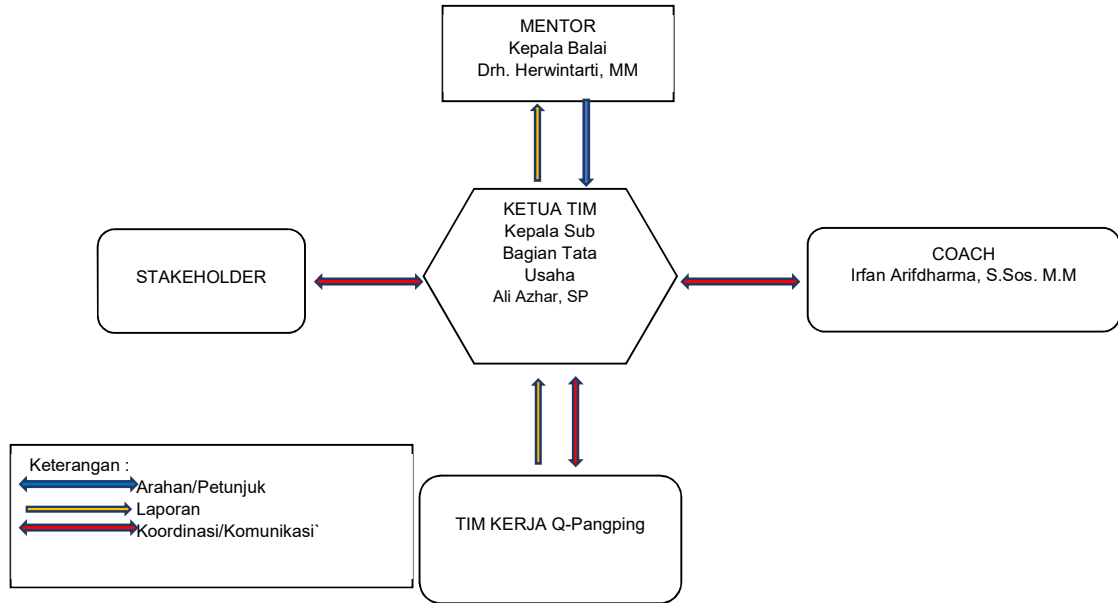 MENTOR
Kepala Balai
Drh. Herwintarti, MM
KETUA TIM
Kepala Sub
Bagian Tata
Usaha
Ali Azhar, SP
STAKEHOLDER
COACH
Irfan Arifdharma, S.Sos. M.M
Keterangan :
Arahan/Petunjuk
Laporan
Koordinasi/Komunikasi`
TIM KERJA Q-Pangping